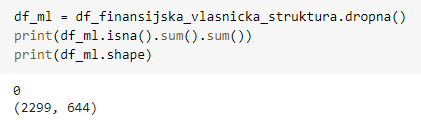 df_ml = df_finansijska_vlasnicka_struktura.dropna()
print(df_ml.isna().sum().sum())
print(df_ml.shape)
0
(2299, 644)